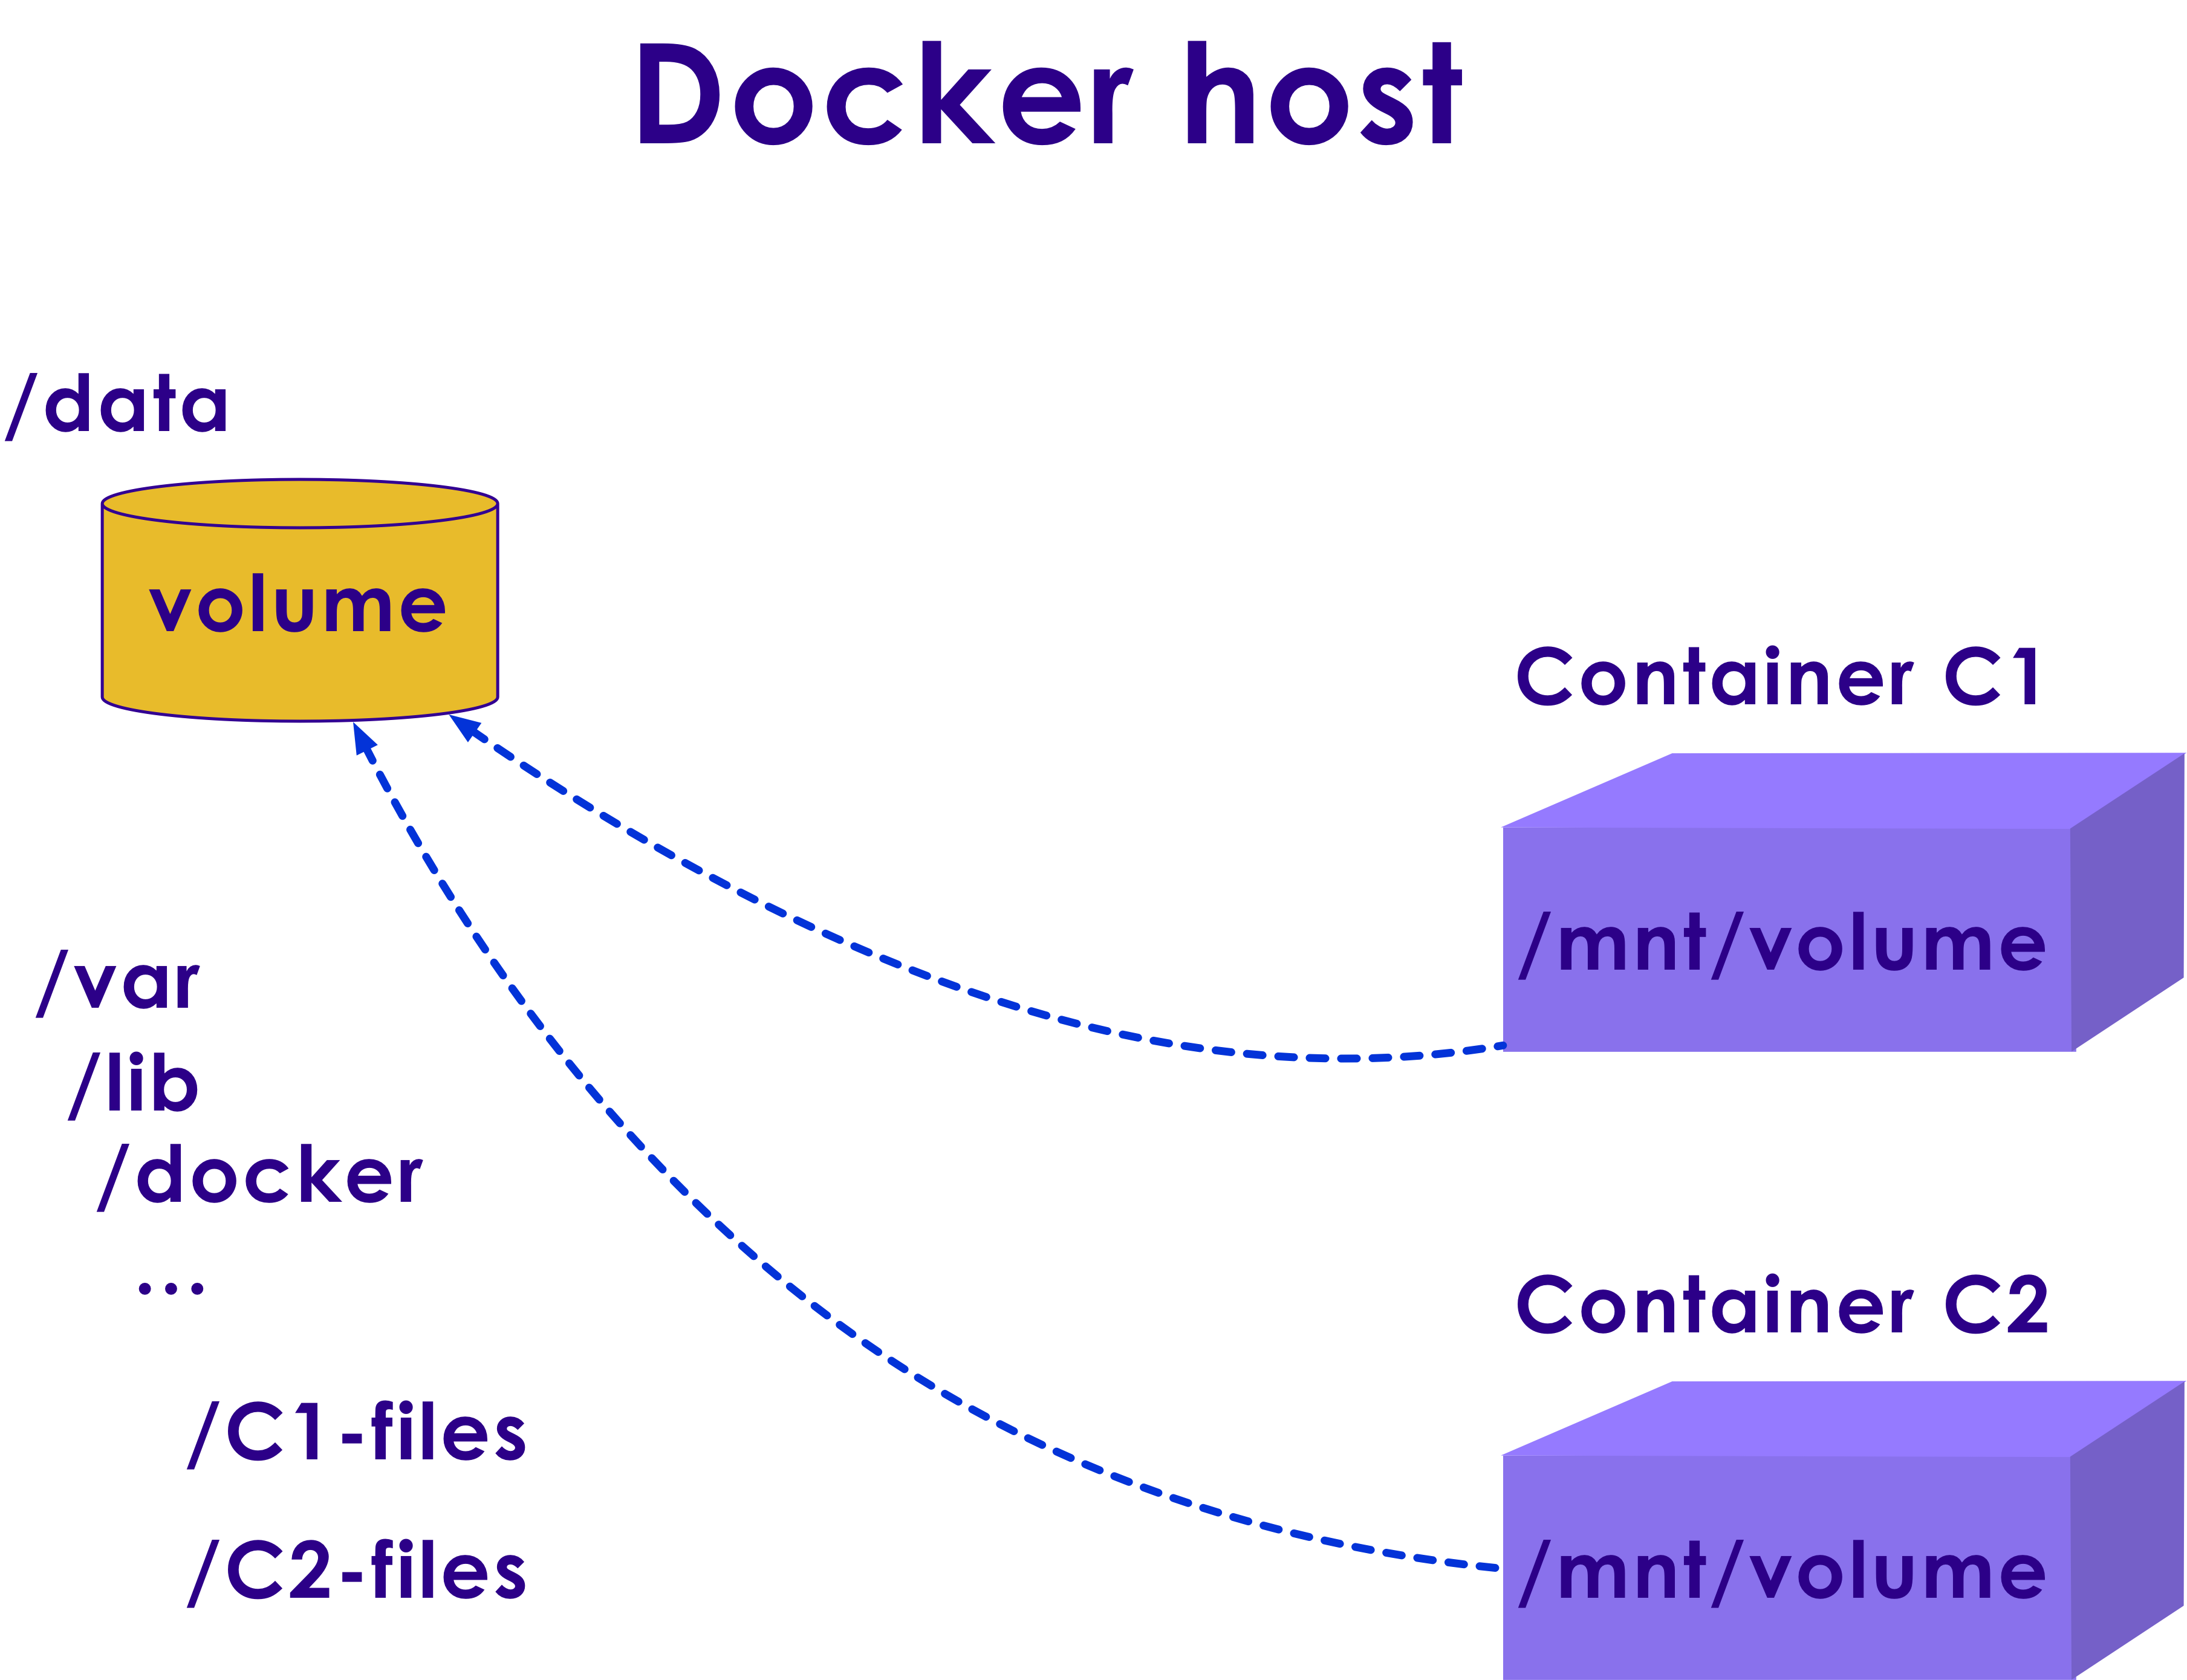 Docker host
/data
volume
/var
/lib
/docker
...
/C1-files
/C2-files
Container C1
/mnt/volume
Container C2
/mnt/volume